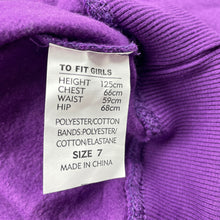 TO FIT GIRLS
HEIGHT 125cm
CHEST 66cm
WAIST 59cm
HIP 68cm
POLYESTER/COTTON
BANDS:POLYESTER/
COTTON/ELASTANE
SIZE 7
MADE IN CHINA